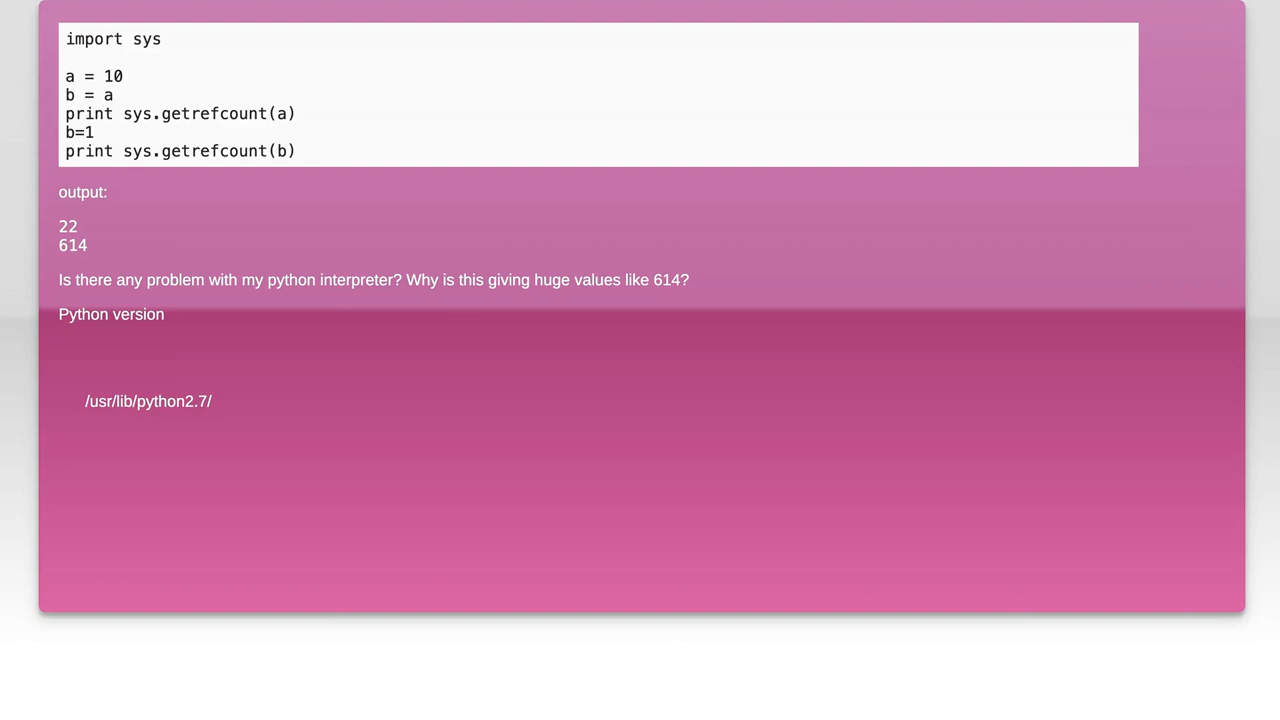 import sys
a = 10
b = a
print sys.getrefcount(a)
b=1
print sys.getrefcount(b)
output:
22
614
Is there any problem with my python interpreter? Why is this giving huge values like 614?
Python version
/usr/lib/python2.7/